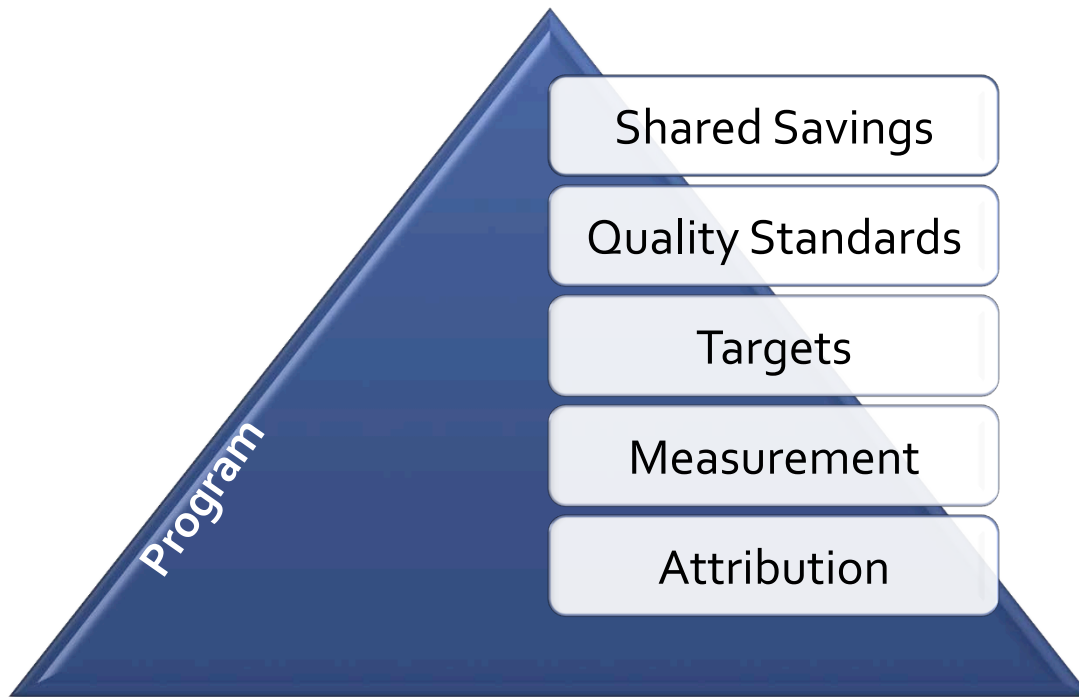 Shared Savings
Quality Standards
Targets
Measurement
Attribution
Program